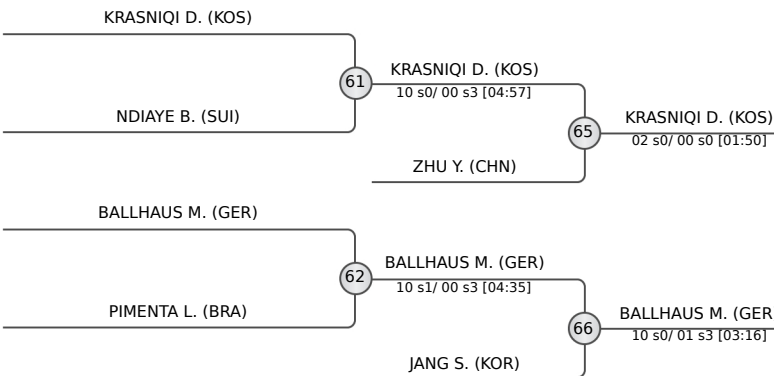 KRASNIQI D. (KOS)
61
KRASNIQI D. (KOS)
10 s0/ 00 s3 [04:57]
NDIAYE B. (SUI)
65
KRASNIQI D. (KOS)
02 s0/ 00 s0 [01:50]
ZHU Y. (CHN)
BALLHAUS M. (GER)
62
BALLHAUS M. (GER)
10 s1/ 00 s3 [04:35]
PIMENTA L. (BRA)
66
BALLHAUS M. (GER
10 s0/ 01 s3 [03:16]
JANG S. (KOR)